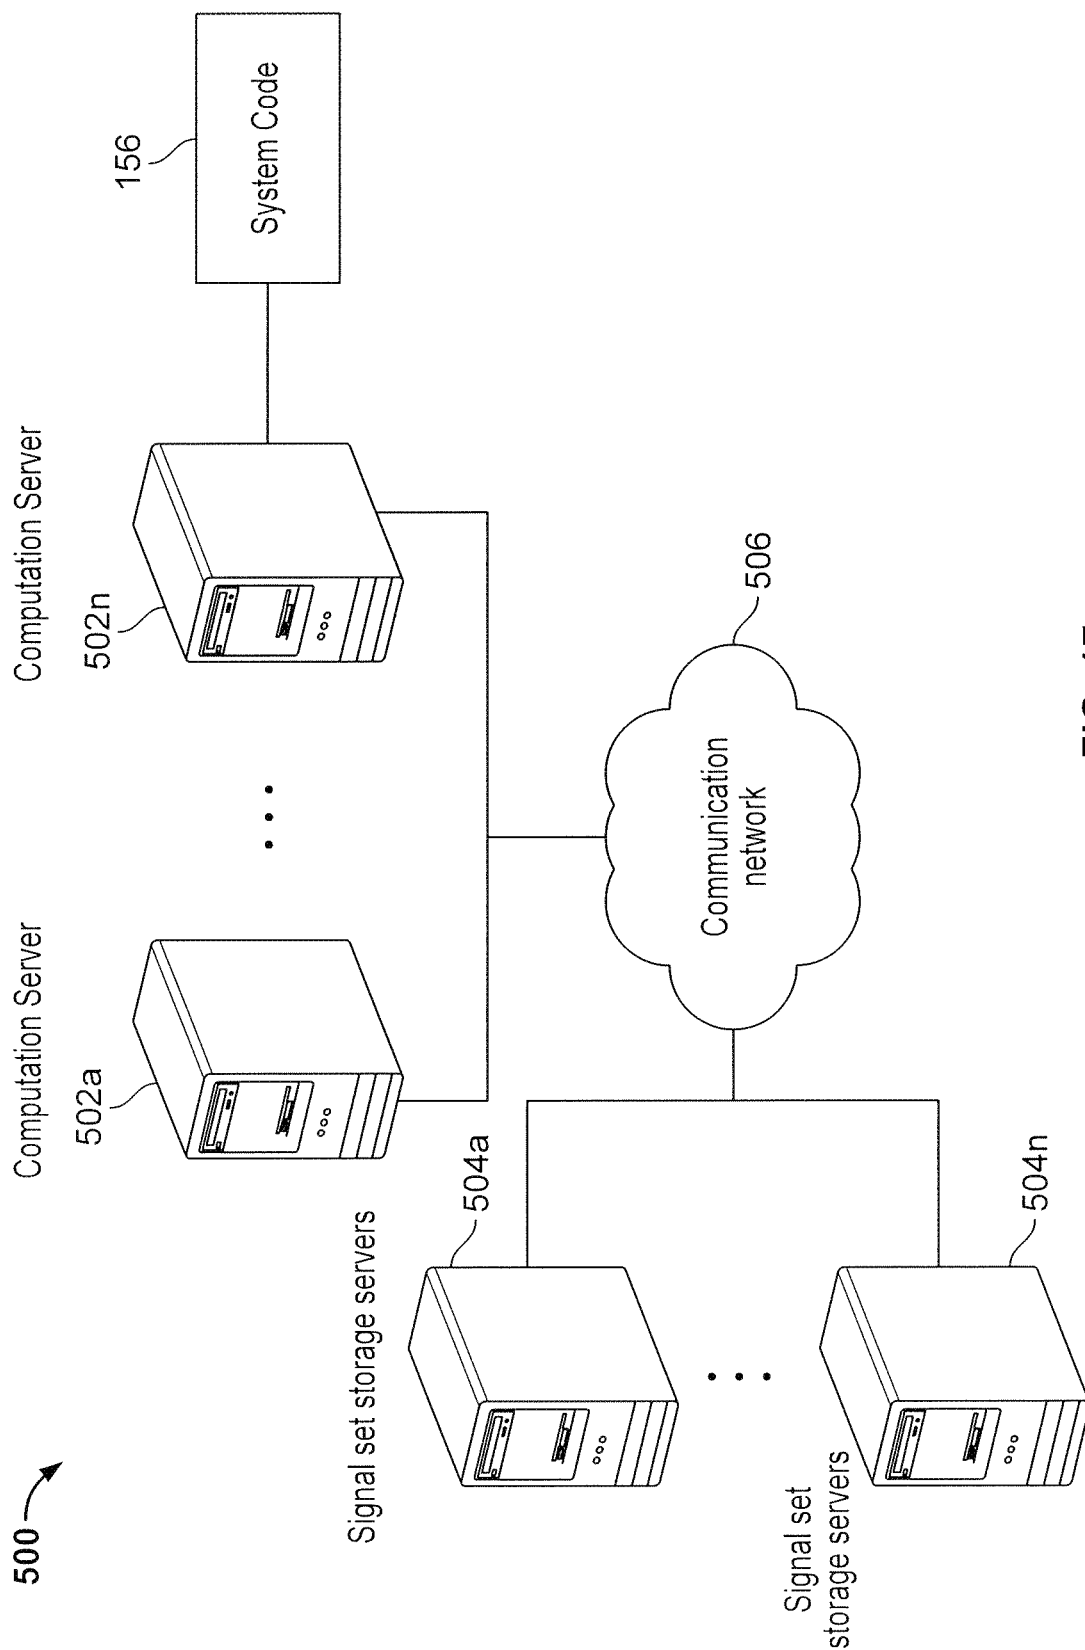 500
Computation Server
502a
Computation Server
502n
156
System Code
Signal set storage servers
504a
506
Communication
network
Signal set
storage servers
504n
FIG